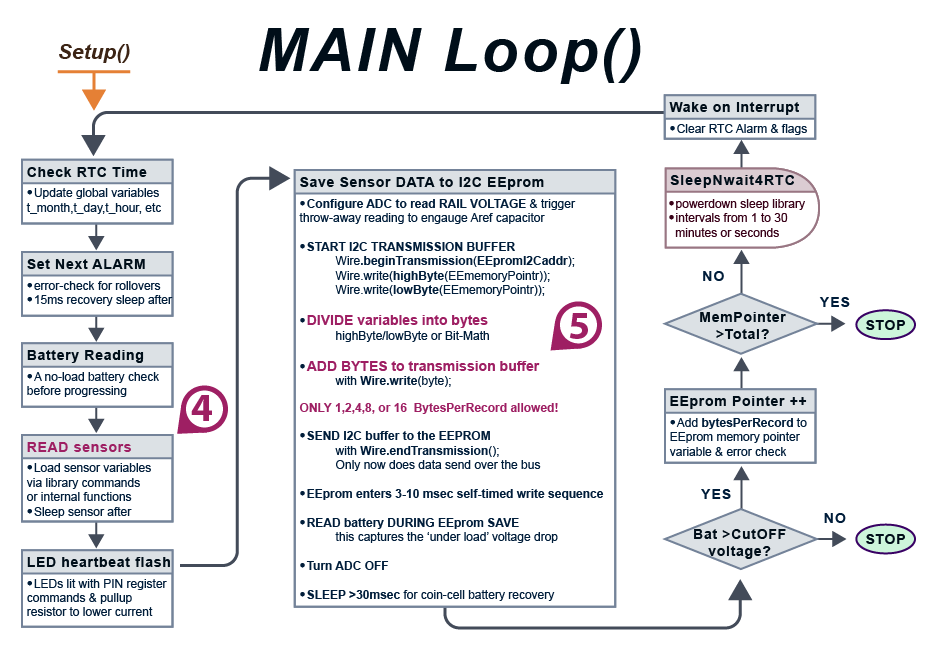 MAIN Loop()
Setup()
Check RTC Time
•Update global variables
t_month,t_day,t_hour, etc
Set Next ALARM
•error-check for rollovers
•15ms recovery sleep after
Battery Reading
•A no-load battery check
before progressing
4
READ sensors
•Load sensor variables
via library commands
or internal functions
•Sleep sensor after
LED heartbeat flash
•LEDs lit with PIN register
commands & pullup
resistor to lower current
Save Sensor DATA to I2C EEprom
•Configure ADC to read RAIL VOLTAGE & trigger
throw-away reading to engauge Aref capacitor
•START I2C TRANSMISSION BUFFER
Wire.beginTransmission(EEpromI2Caddr);
Wire.write(highByte(EEmemoryPointr));
Wire.write(lowByte(EEmemoryPointr));
5
•DIVIDE variables into bytes
highByte/lowByte or Bit-Math
•ADD BYTES to transmission buffer
with Wire.write(byte);
ONLY 1,2,4,8, or 16 BytesPerRecord allowed!
•SEND I2C buffer to the EEPROM
with Wire.endTransmission();
Only now does data send over the bus
•EEprom enters 3-10 msec self-timed write sequence
•READ battery DURING EEprom SAVE
this captures the ‘under load’ voltage drop
•Turn ADC OFF
•SLEEP >30msec for coin-cell battery recovery
Bat >CutOFF
voltage?
NO
STOP
YES
EEprom Pointer ++
•Add bytesPerRecord to
EEprom memory pointer
variable & error check
MemPointer
>Total?
YES
STOP
NO
SleepNwait4RTC
•powerdown sleep library
•intervals from 1 to 30
minutes or seconds
Wake on Interrupt
•Clear RTC Alarm & flags